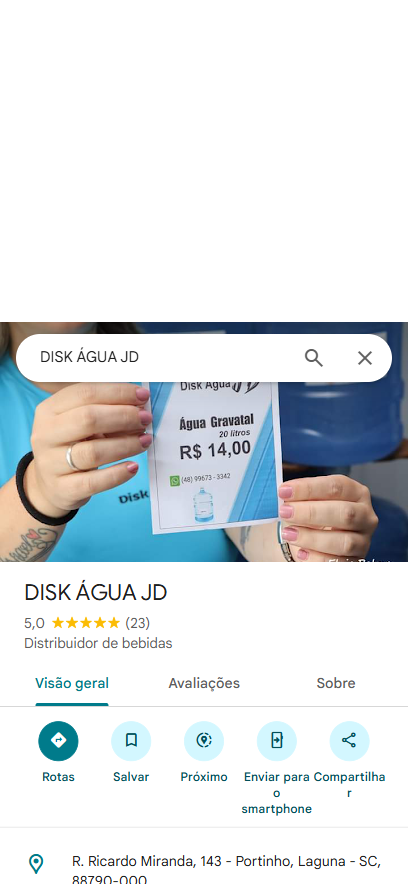 DISK ÁGUA JD
Disk Água JD
Água Gravatal
20 litros
R$ 14,00
(48) 99673-3342
Disk
DISK ÁGUA JD
5,0 (23)
Distribuidor de bebidas
Visão geral Avaliações Sobre
Rotas Salvar Próximo Enviar para o smartphone Compartilhar
R. Ricardo Miranda, 143 - Portinho, Laguna - SC,
88790-000